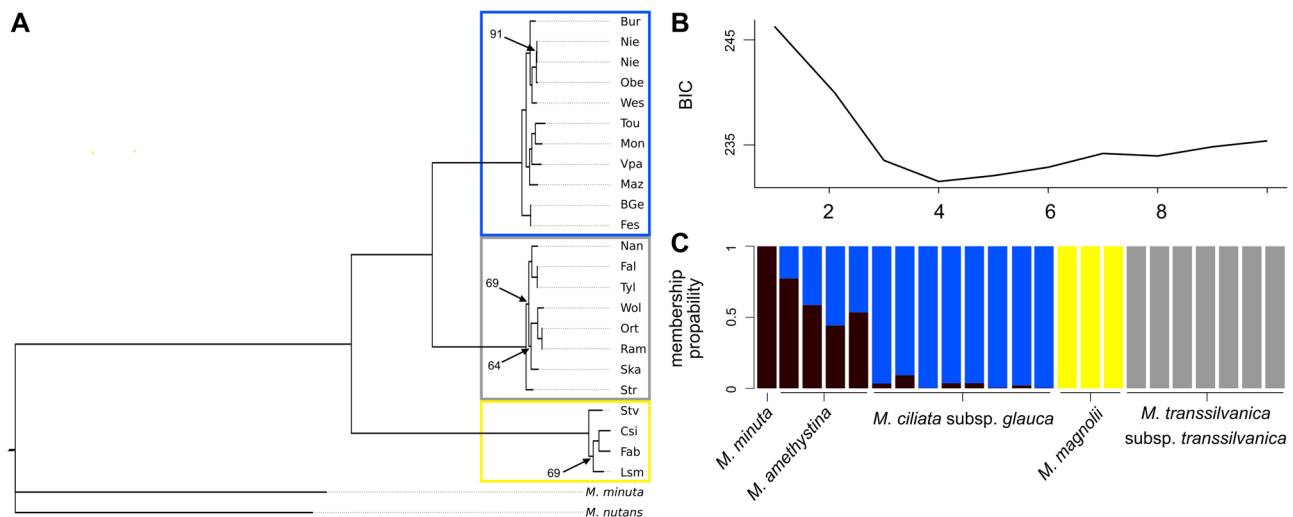 A
91
Bur
Nie
Nie
Obe
Wes
Tou
Mon
Vpa
Maz
BGe
Fes
69
64
Nan
Fal
Tyl
Wol
Ort
Ram
Ska
Str
69
Stv
Csi
Fab
Lsm
M. minuta
M. nutans
B
BIC
245
235
2
4
6
8
C
membership
propability
1
0.5
0
M. minuta
M. amethystina
M. ciliata subsp. glauca
M. magnolii
M. transsilvanica
subsp. transsilvanica